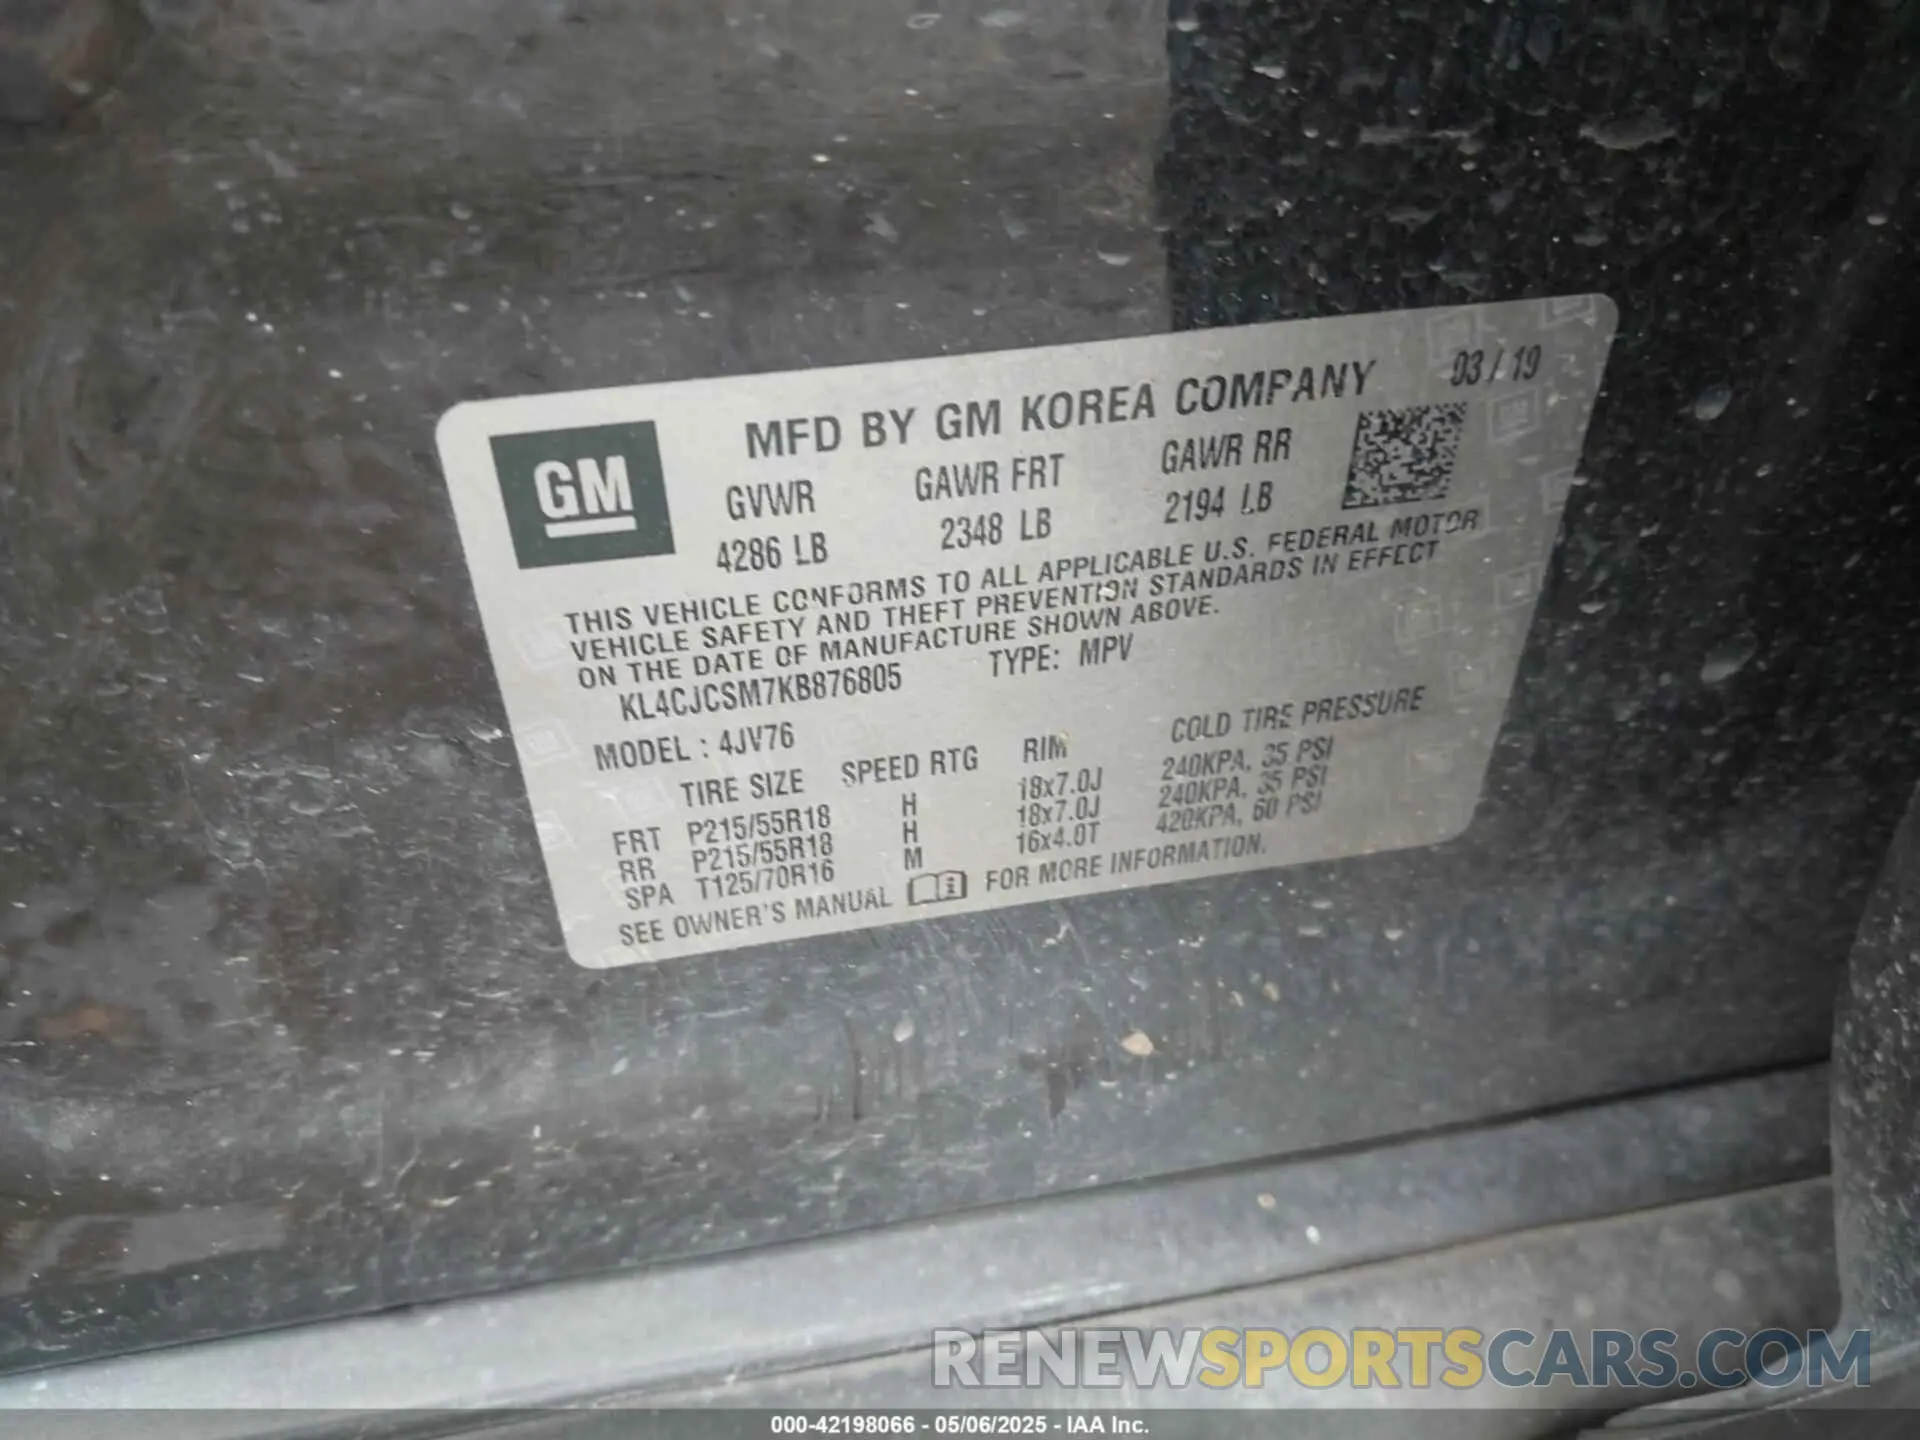 MFD BY GM KOREA COMPANY 03/19
GM
GVWR GAWR FRT GAWR RR
4286 LB 2348 LB 2194 LB
THIS VEHICLE CONFORMS TO ALL APPLICABLE U.S. FEDERAL MOTOR
VEHICLE SAFETY AND THEFT PREVENTION STANDARDS IN EFFECT
ON THE DATE OF MANUFACTURE SHOWN ABOVE.
KL4CJCSM7KB876805 TYPE: MPV
MODEL : 4JV76
TIRE SIZE SPEED RTG RIM COLD TIRE PRESSURE
FRT P215/55R18 H 18x7.0J 240KPA, 35 PSI
RR P215/55R18 H 18x7.0J 240KPA, 35 PSI
SPA T125/70R16 M 16x4.0T 420KPA, 60 PSI
SEE OWNER'S MANUAL FOR MORE INFORMATION.
RENEWSPORTSCARS.COM
000-42198066 - 05/06/2025 - IAA Inc.